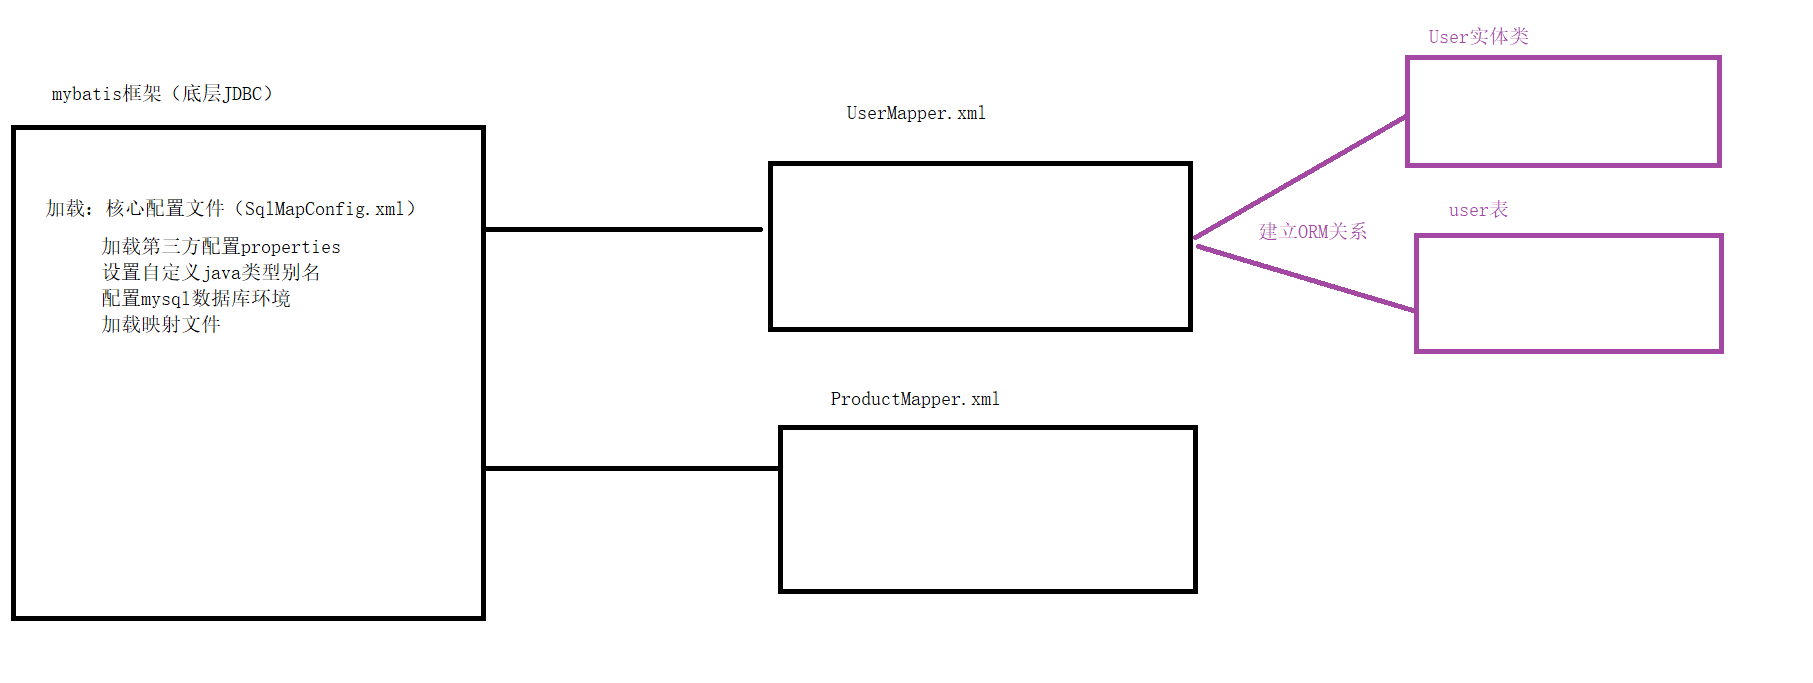 mybatis框架（底层JDBC）
加载：核心配置文件（SqlMapConfig.xml）
加载第三方配置properties
设置自定义java类型别名
配置mysql数据库环境
加载映射文件
UserMapper.xml
ProductMapper.xml
User实体类
建立ORM关系
user表